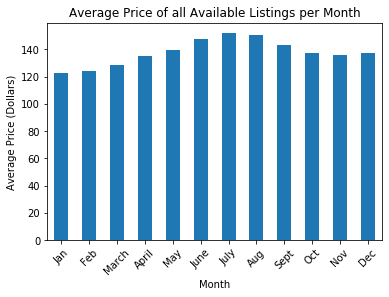 Average Price of all Available Listings per Month
Average Price (Dollars)
140
120
100
80
60
40
20
0
Jan
Feb
March
April
May
June
July
Aug
Sept
Oct
Nov
Dec
Month